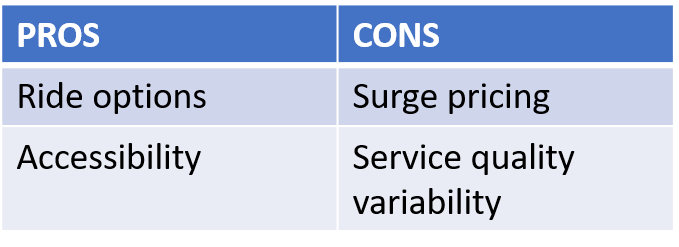 PROS CONS
Ride options Surge pricing
Accessibility Service quality
variability